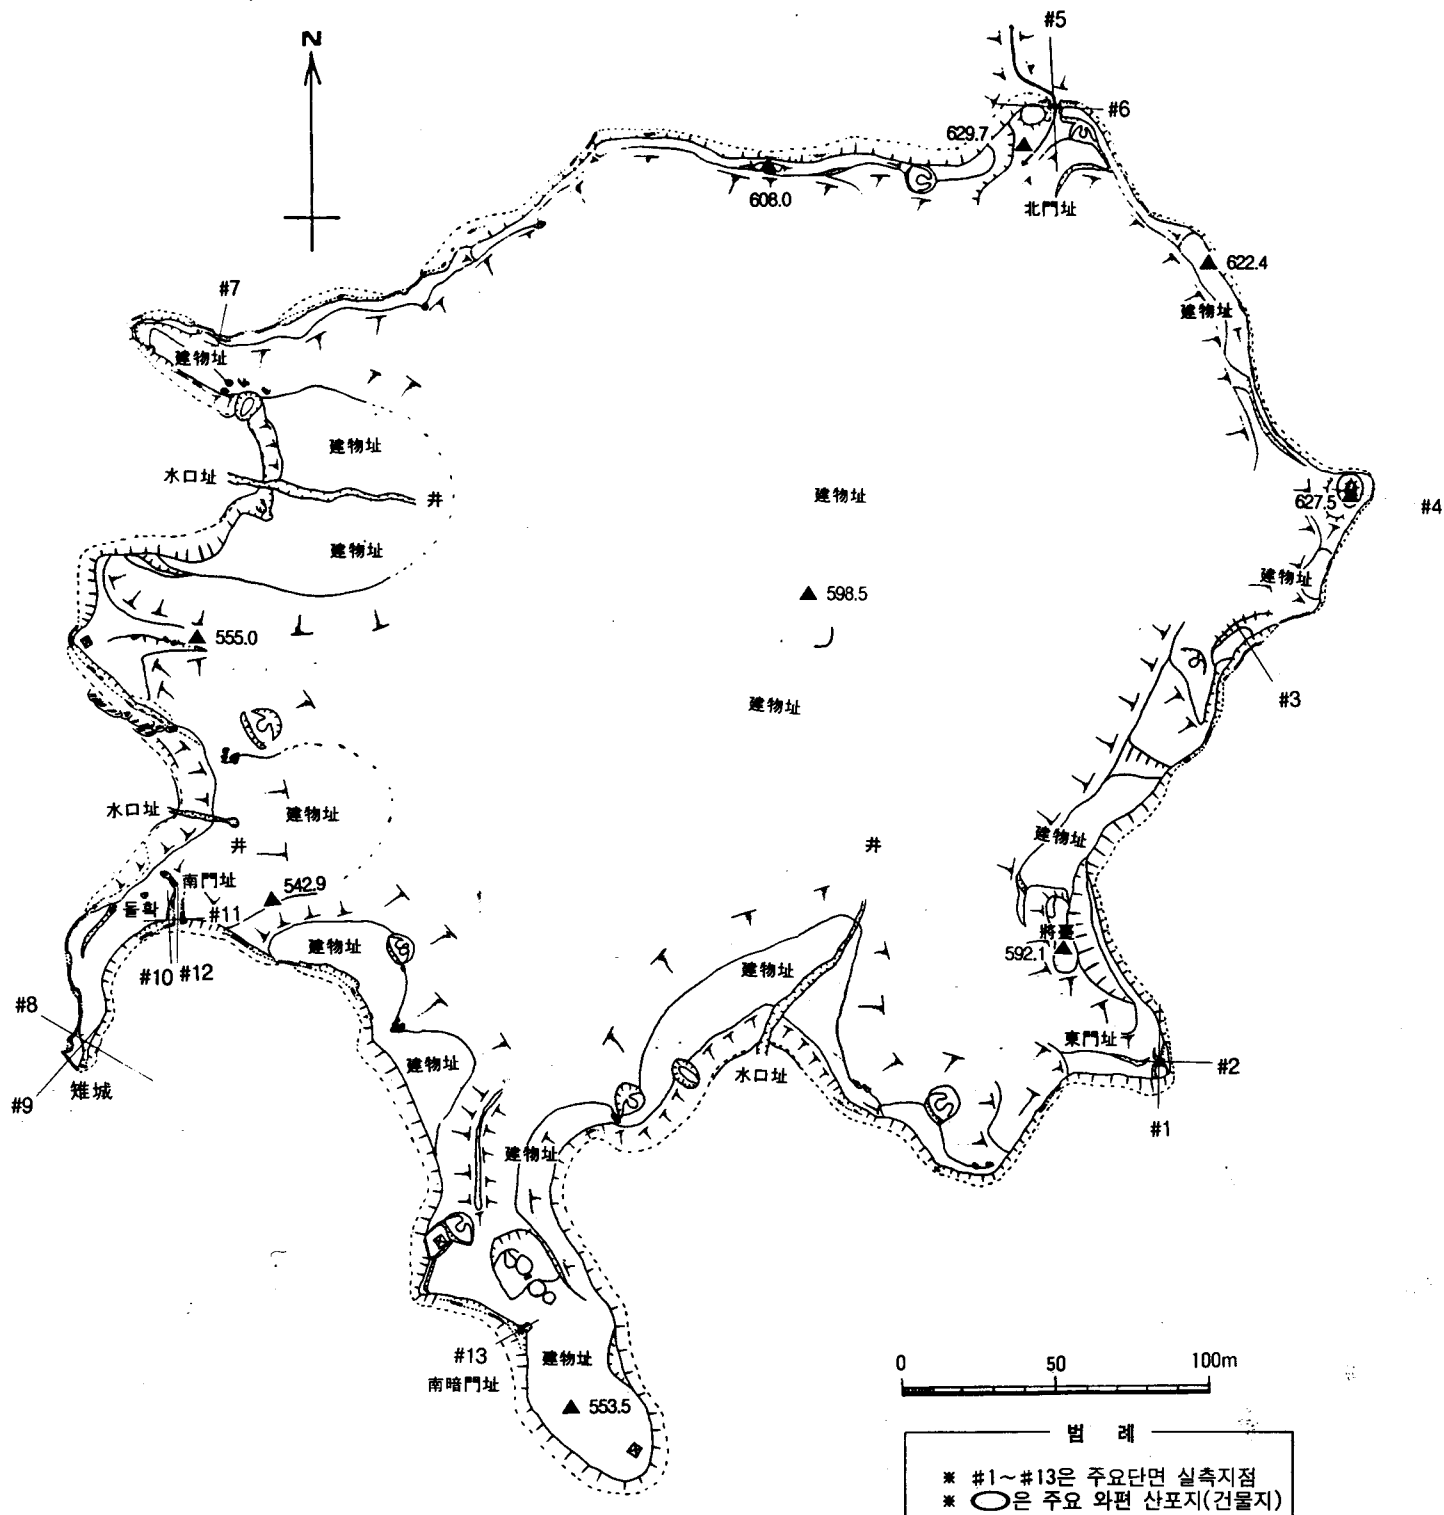 N
#5
#6
629.7
608.0
北門址
622.4
#7
建物址
建物址
建物址
水口址
井
建物址
627.5
#4
建物址
建物址
598.5
555.0
#3
建物址
水口址
建物址
井
建物址
井
南門址
542.9
돌확
#11
建物址
將臺
592.1
#10
#12
建物址
#8
東門址
建物址
水口址
#2
#9
雉城
#1
建物址
#13
建物址
南暗門址
553.5
0 50 100m
범 례
※ #1~#13은 주요단면 실측지점
※ 은 주요 와편 산포지(건물지)